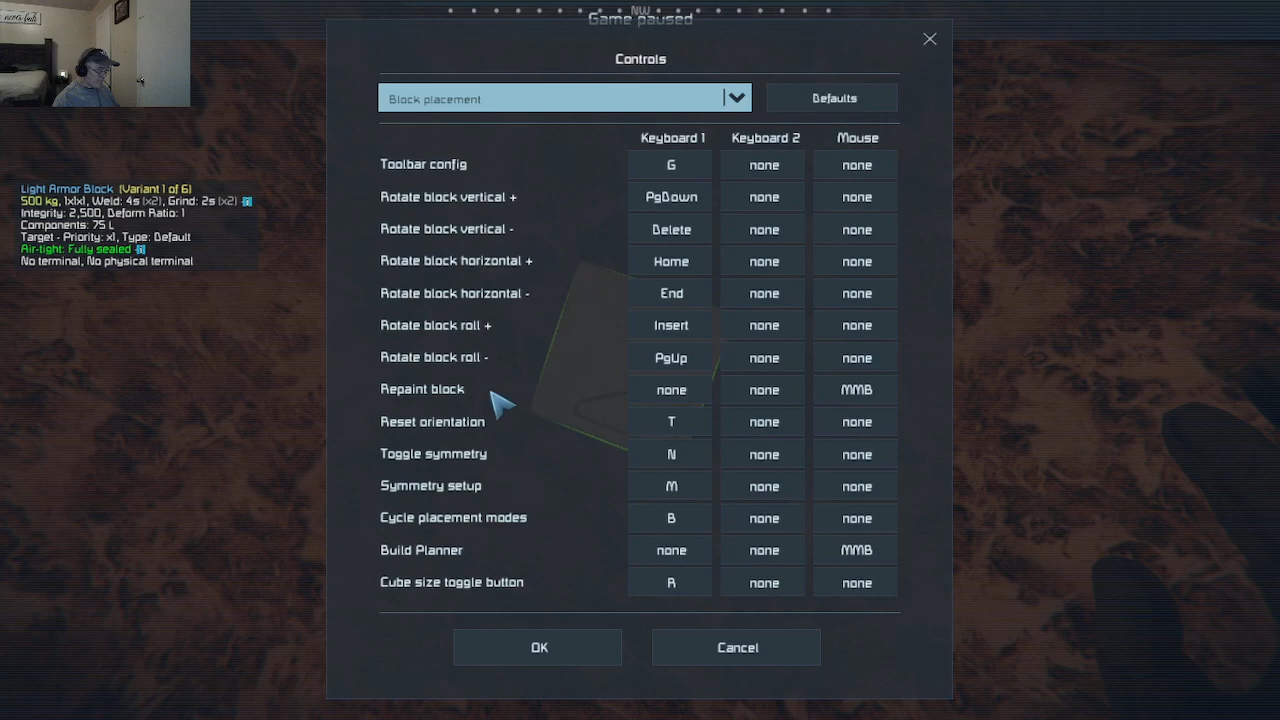 NW
Game paused
Controls
Block placement
Defaults
Keyboard 1 Keyboard 2 Mouse
Toolbar config G none none
Rotate block vertical + PgDown none none
Rotate block vertical - Delete none none
Rotate block horizontal + Home none none
Rotate block horizontal - End none none
Rotate block roll + Insert none none
Rotate block roll - PgUp none none
Repaint block none none MMB
Reset orientation T none none
Toggle symmetry N none none
Symmetry setup M none none
Cycle placement modes B none none
Build Planner none none MMB
Cube size toggle button R none none
OK Cancel
Light Armor Block (Variant 1 of 6)
500 kg, 1x1x1, Weld: 4s (x2), Grind: 2s (x2)
Integrity: 2,500, Deform Ratio: 1
Components: 75 L
Target - Priority: x1, Type: Default
Air-tight: Fully sealed
No terminal, No physical terminal